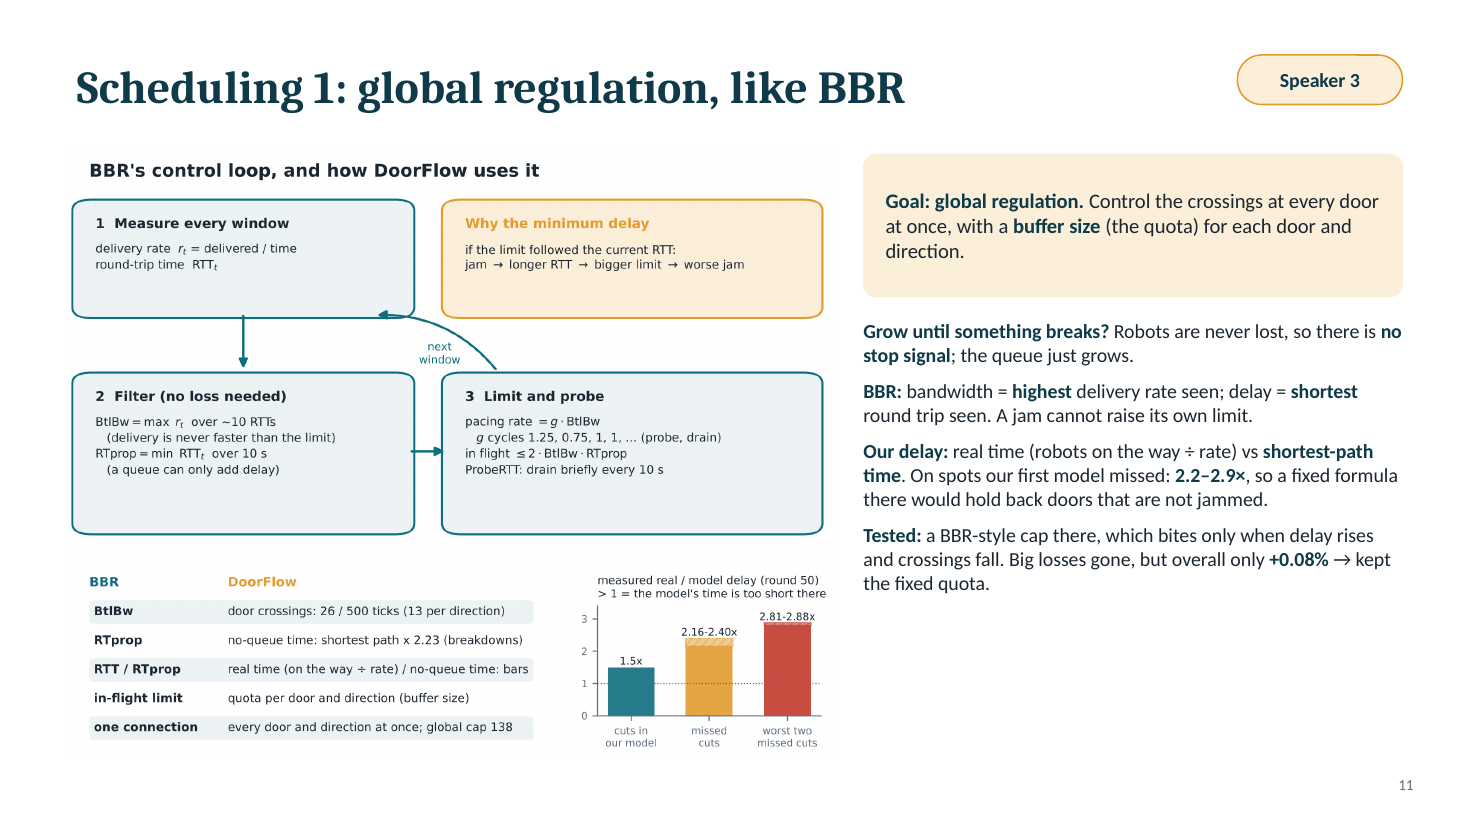 Scheduling 1: global regulation, like BBR
Speaker 3
BBR's control loop, and how DoorFlow uses it
1 Measure every window
delivery rate r_t = delivered / time
round-trip time RTT_t
Why the minimum delay
if the limit followed the current RTT:
jam → longer RTT → bigger limit → worse jam
next
window
2 Filter (no loss needed)
BtlBw = max r_t over ~10 RTTs
(delivery is never faster than the limit)
RTprop = min RTT_t over 10 s
(a queue can only add delay)
3 Limit and probe
pacing rate = g · BtlBw
g cycles 1.25, 0.75, 1, 1, ... (probe, drain)
in flight ≤ 2 · BtlBw · RTprop
ProbeRTT: drain briefly every 10 s
BBR DoorFlow
BtlBw door crossings: 26 / 500 ticks (13 per direction)
RTprop no-queue time: shortest path x 2.23 (breakdowns)
RTT / RTprop real time (on the way ÷ rate) / no-queue time: bars
in-flight limit quota per door and direction (buffer size)
one connection every door and direction at once; global cap 138
measured real / model delay (round 50)
> 1 = the model's time is too short there
3
2
1
0
1.5x
2.16-2.40x
2.81-2.88x
cuts in
our model
missed
cuts
worst two
missed cuts
Goal: global regulation. Control the crossings at every door
at once, with a buffer size (the quota) for each door and
direction.
Grow until something breaks? Robots are never lost, so there is no
stop signal; the queue just grows.
BBR: bandwidth = highest delivery rate seen; delay = shortest
round trip seen. A jam cannot raise its own limit.
Our delay: real time (robots on the way ÷ rate) vs shortest-path
time. On spots our first model missed: 2.2–2.9×, so a fixed formula
there would hold back doors that are not jammed.
Tested: a BBR-style cap there, which bites only when delay rises
and crossings fall. Big losses gone, but overall only +0.08% → kept
the fixed quota.
11